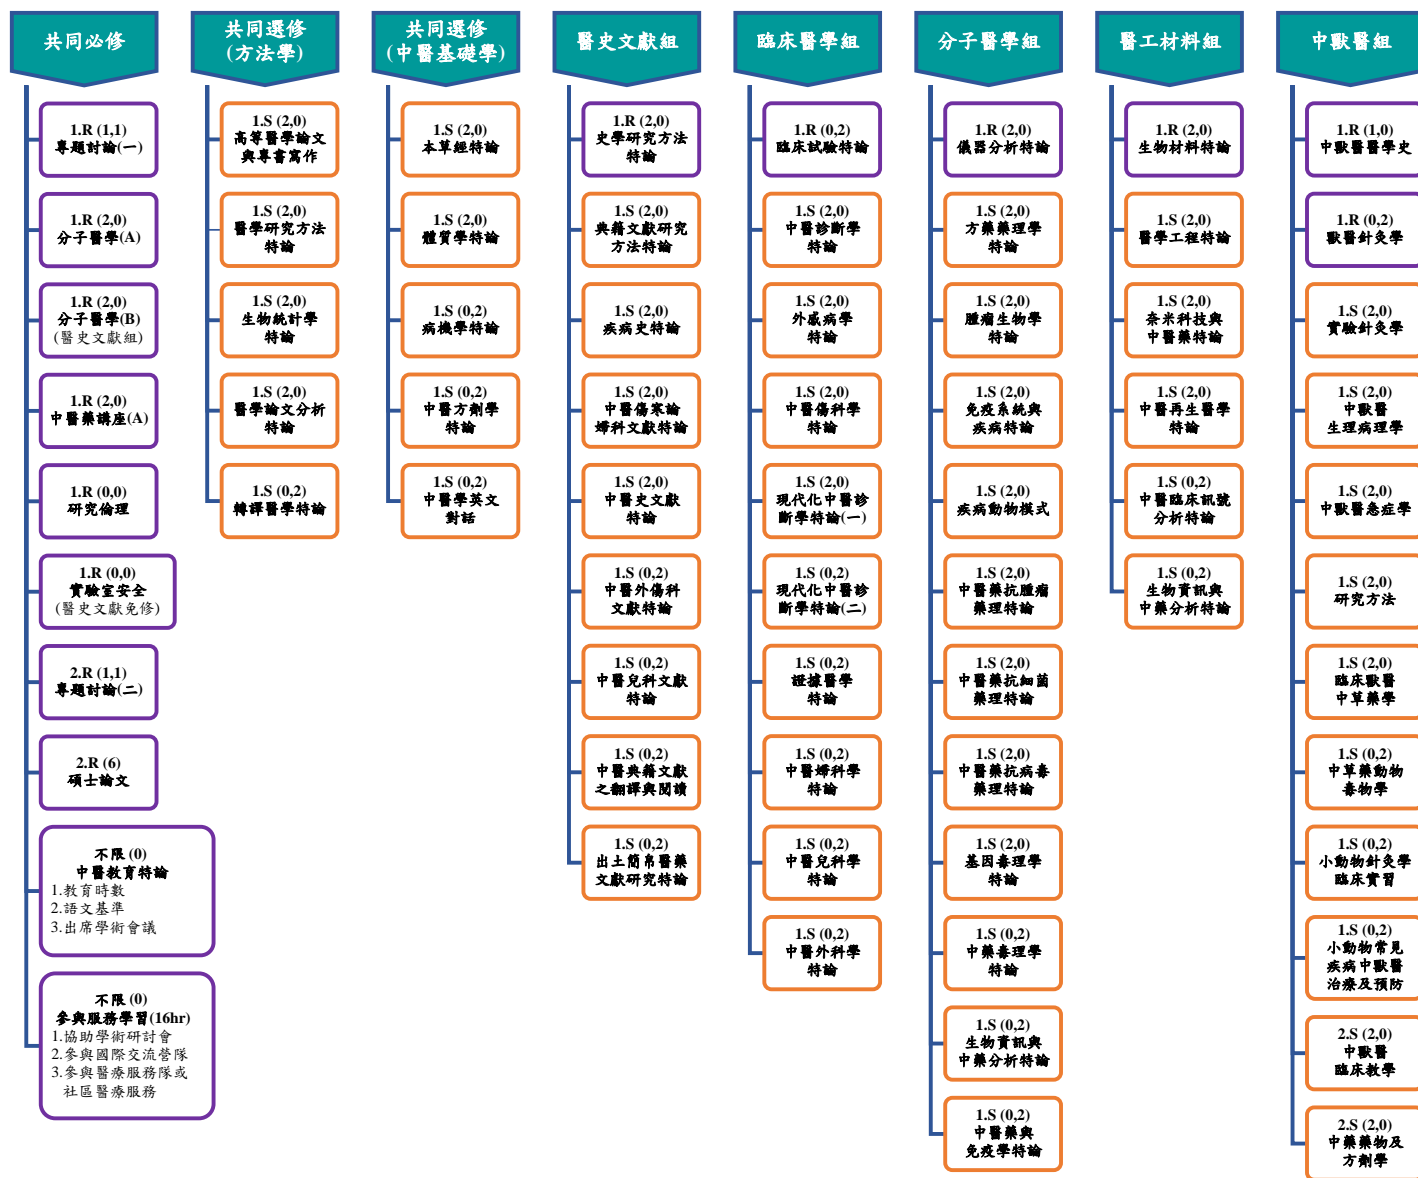 共同必修
1.R (1,1)
專題討論(一)
1.R (2,0)
分子醫學(A)
1.R (2,0)
分子醫學(B)
(醫史文獻組)
1.R (2,0)
中醫藥講座(A)
1.R (0,0)
研究倫理
1.R (0,0)
實驗室安全
(醫史文獻免修)
2.R (1,1)
專題討論(二)
2.R (6)
碩士論文
不限 (0)
中醫教育特論
1.教育時數
2.語文基準
3.出席學術會議
不限 (0)
參與服務學習(16hr)
1.協助學術研討會
2.參與國際交流營隊
3.參與醫療服務隊或
社區醫療服務
共同選修
(方法學)
1.S (2,0)
高等醫學論文
與專書寫作
1.S (2,0)
醫學研究方法
特論
1.S (2,0)
生物統計學
特論
1.S (2,0)
醫學論文分析
特論
1.S (0,2)
轉譯醫學特論
共同選修
(中醫基礎學)
1.S (2,0)
本草經特論
1.S (2,0)
體質學特論
1.S (0,2)
病機學特論
1.S (0,2)
中醫方劑學
特論
1.S (0,2)
中醫學英文
對話
醫史文獻組
1.R (2,0)
史學研究方法
特論
1.S (2,0)
典籍文獻研究
方法特論
1.S (2,0)
疾病史特論
1.S (2,0)
中醫傷寒論
婦科文獻特論
1.S (2,0)
中醫史文獻
特論
1.S (0,2)
中醫外傷科
文獻特論
1.S (0,2)
中醫兒科文獻
特論
1.S (0,2)
中醫典籍文獻
之翻譯與閱讀
1.S (0,2)
出土簡帛醫藥
文獻研究特論
臨床醫學組
1.R (0,2)
臨床試驗特論
1.S (2,0)
中醫診斷學
特論
1.S (2,0)
外感病學
特論
1.S (2,0)
中醫傷科學
特論
1.S (2,0)
現代化中醫診
斷學特論(一)
1.S (0,2)
現代化中醫診
斷學特論(二)
1.S (0,2)
證據醫學
特論
1.S (0,2)
中醫婦科學
特論
1.S (0,2)
中醫兒科學
特論
1.S (0,2)
中醫外科學
特論
分子醫學組
1.R (2,0)
儀器分析特論
1.S (2,0)
方藥藥理學
特論
1.S (2,0)
腫瘤生物學
特論
1.S (2,0)
免疫系統與
疾病特論
1.S (2,0)
疾病動物模式
1.S (2,0)
中醫藥抗腫瘤
藥理特論
1.S (2,0)
中醫藥抗細菌
藥理特論
1.S (2,0)
中醫藥抗病毒
藥理特論
1.S (2,0)
基因毒理學
特論
1.S (0,2)
中藥毒理學
特論
1.S (0,2)
生物資訊與
中藥分析特論
1.S (0,2)
中醫藥與
免疫學特論
醫工材料組
1.R (2,0)
生物材料特論
1.S (2,0)
醫學工程特論
1.S (2,0)
奈米科技與
中醫藥特論
1.S (2,0)
中醫再生醫學
特論
1.S (0,2)
中醫臨床訊號
分析特論
1.S (0,2)
生物資訊與
中藥分析特論
中獸醫組
1.R (1,0)
中獸醫醫學史
1.R (0,2)
獸醫針灸學
1.S (2,0)
實驗針灸學
1.S (2,0)
中獸醫
生理病理學
1.S (2,0)
中獸醫急症學
1.S (2,0)
研究方法
1.S (2,0)
臨床獸醫
中草藥學
1.S (0,2)
中草藥動物
毒物學
1.S (0,2)
小動物針灸學
臨床實習
1.S (0,2)
小動物常見
疾病中獸醫
治療及預防
2.S (2,0)
中獸醫
臨床教學
2.S (2,0)
中藥藥物及
方劑學